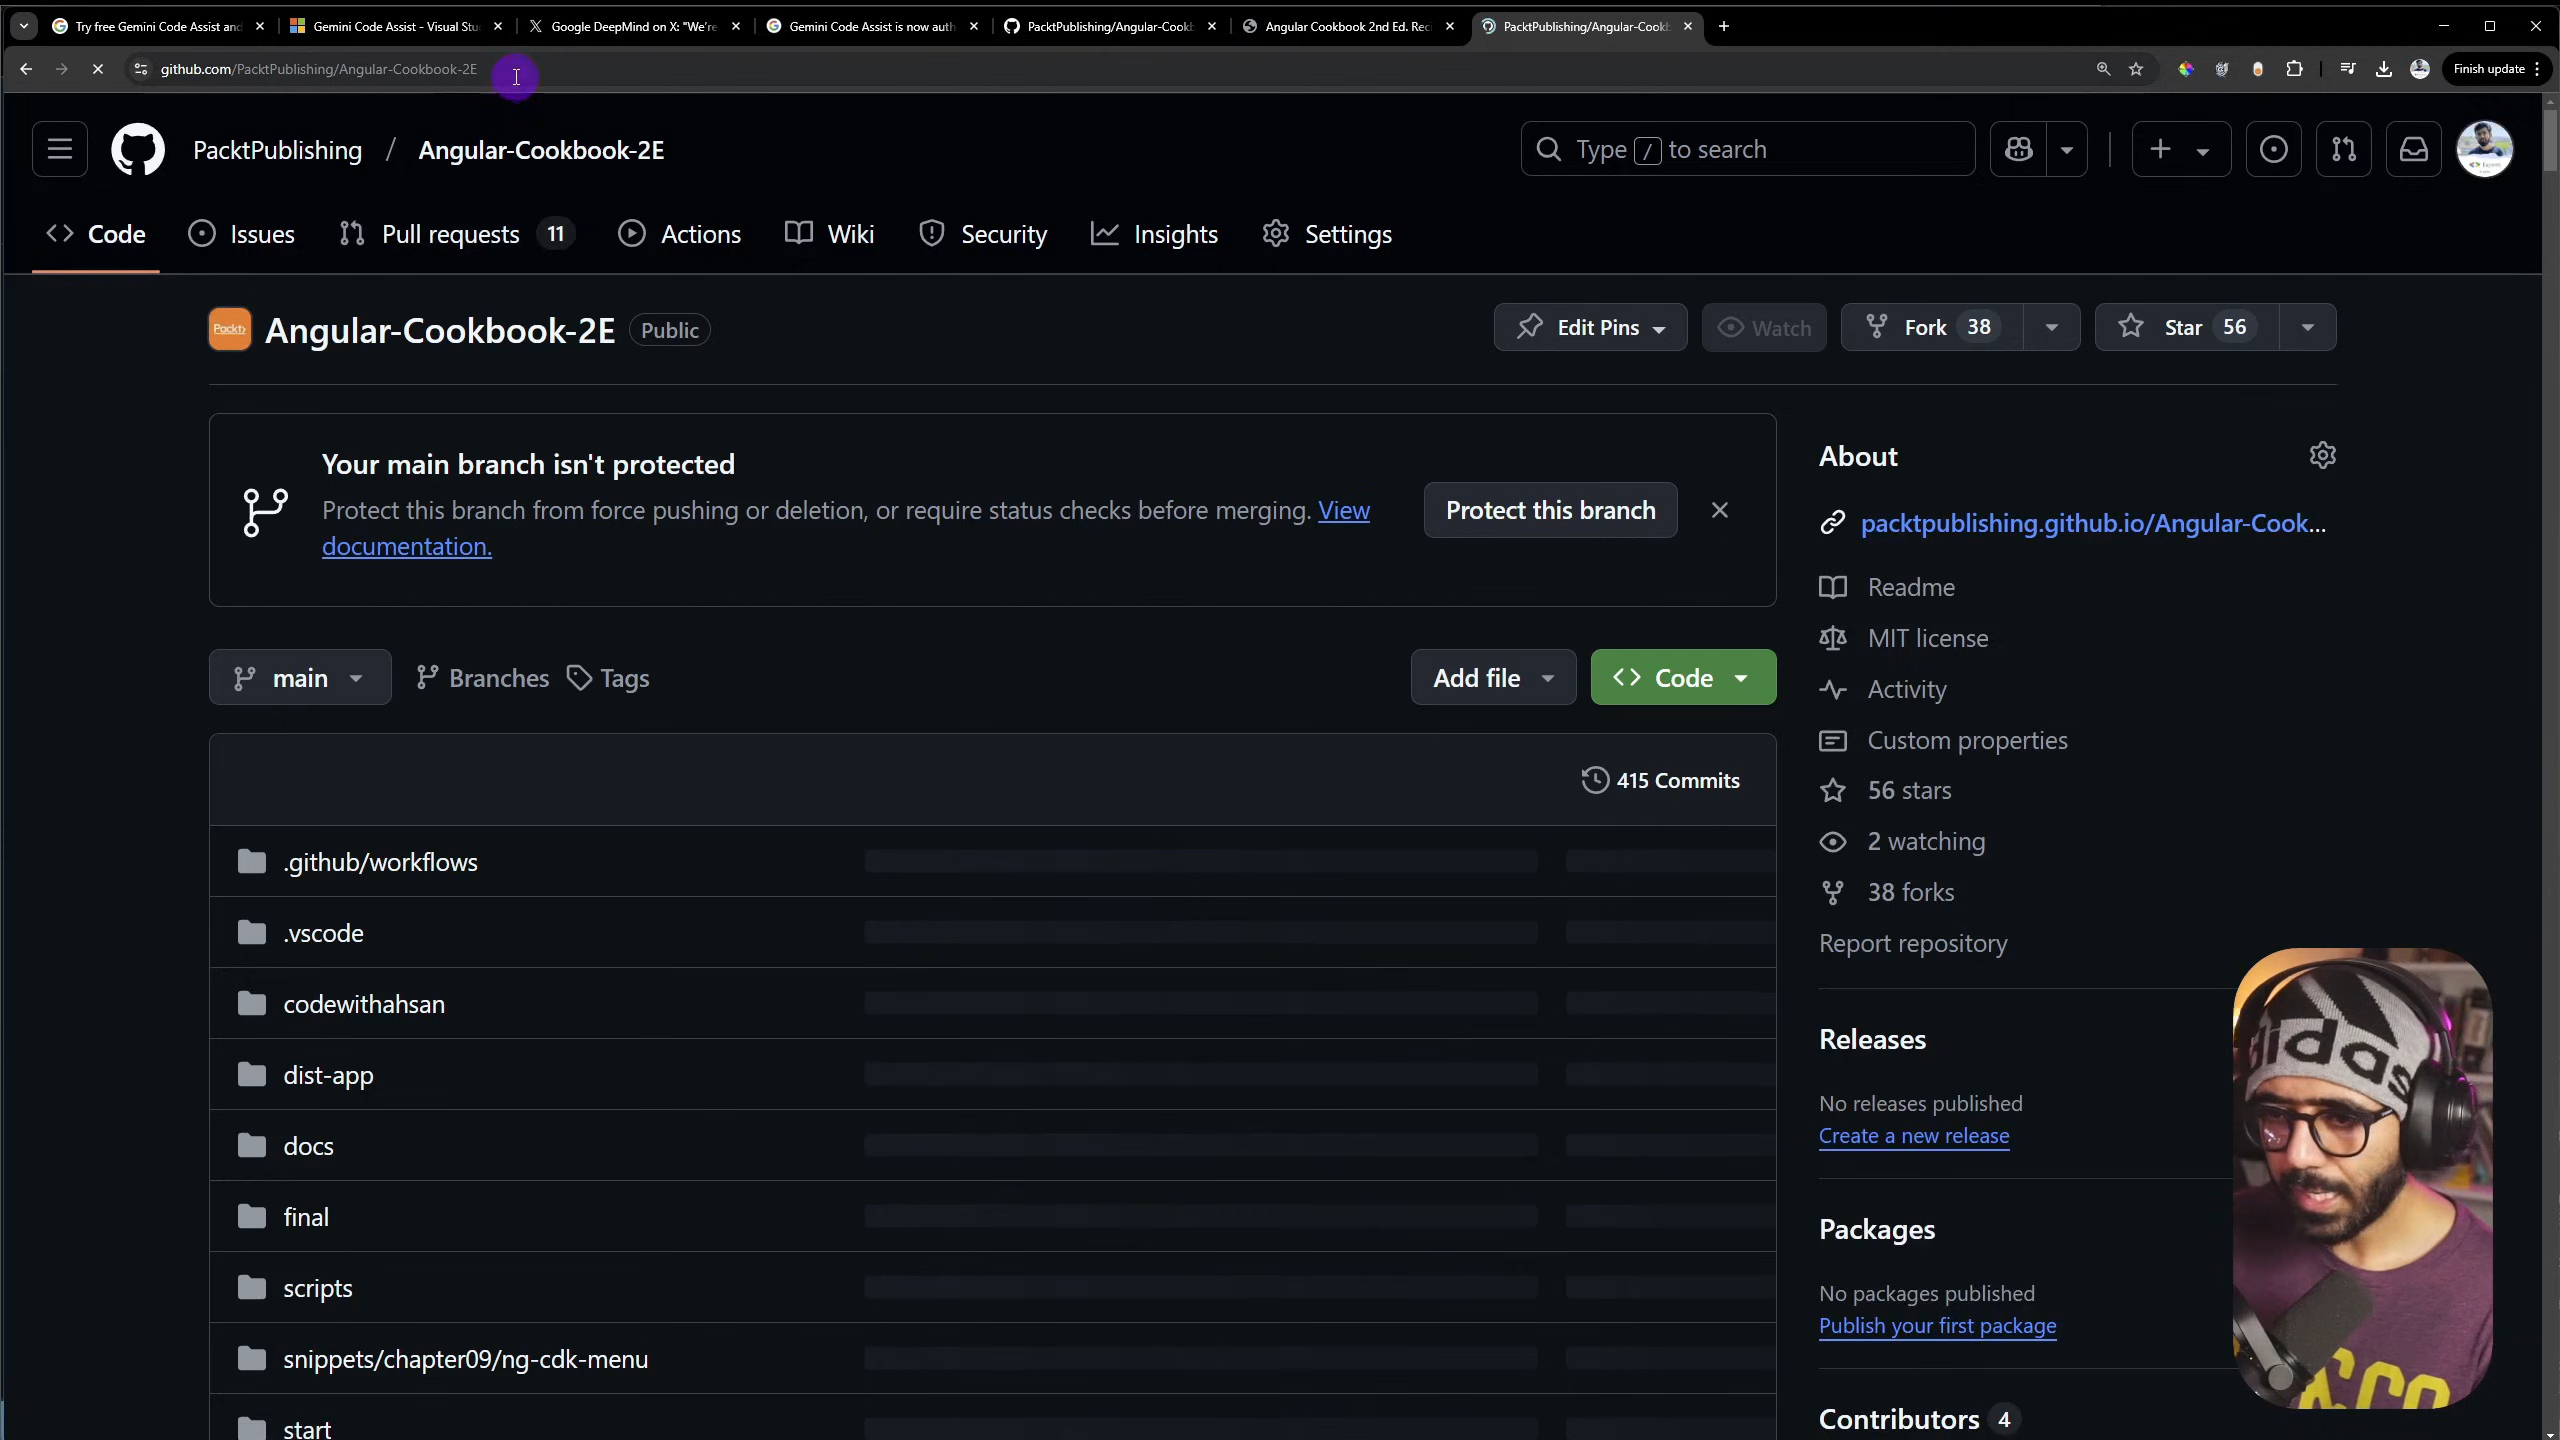 Try free Gemini Code Assist and
Gemini Code Assist - Visual Stu
Google DeepMind on X: "We're
Gemini Code Assist is now auth
PacktPublishing/Angular-Cookb
Angular Cookbook 2nd Ed. Reci
PacktPublishing/Angular-Cookb
github.com/PacktPublishing/Angular-Cookbook-2E
Finish update
PacktPublishing / Angular-Cookbook-2E
Type / to search
Code
Issues
Pull requests 11
Actions
Wiki
Security
Insights
Settings
Packt
Angular-Cookbook-2E
Public
Edit Pins
Watch
Fork 38
Star 56
Your main branch isn't protected
Protect this branch from force pushing or deletion, or require status checks before merging. View
documentation.
Protect this branch
main
Branches
Tags
Add file
Code
415 Commits
.github/workflows
.vscode
codewithahsan
dist-app
docs
final
scripts
snippets/chapter09/ng-cdk-menu
start
About
packtpublishing.github.io/Angular-Cook...
Readme
MIT license
Activity
Custom properties
56 stars
2 watching
38 forks
Report repository
Releases
No releases published
Create a new release
Packages
No packages published
Publish your first package
Contributors 4
adidas